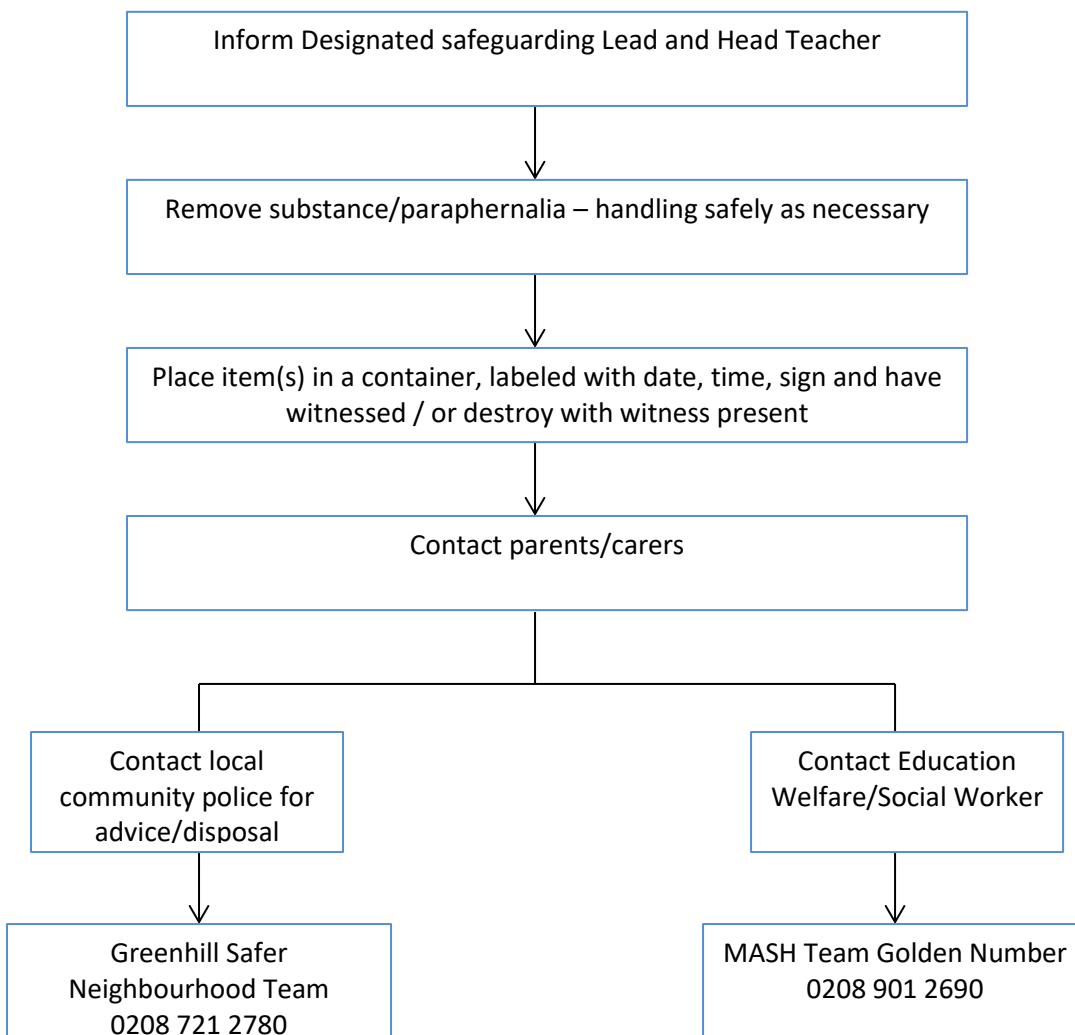 Inform Designated safeguarding Lead and Head Teacher
Remove substance/paraphernalia – handling safely as necessary
Place item(s) in a container, labeled with date, time, sign and have
witnessed / or destroy with witness present
Contact parents/carers
Contact local
community police for
advice/disposal
Contact Education
Welfare/Social Worker
Greenhill Safer
Neighbourhood Team
0208 721 2780
MASH Team Golden Number
0208 901 2690